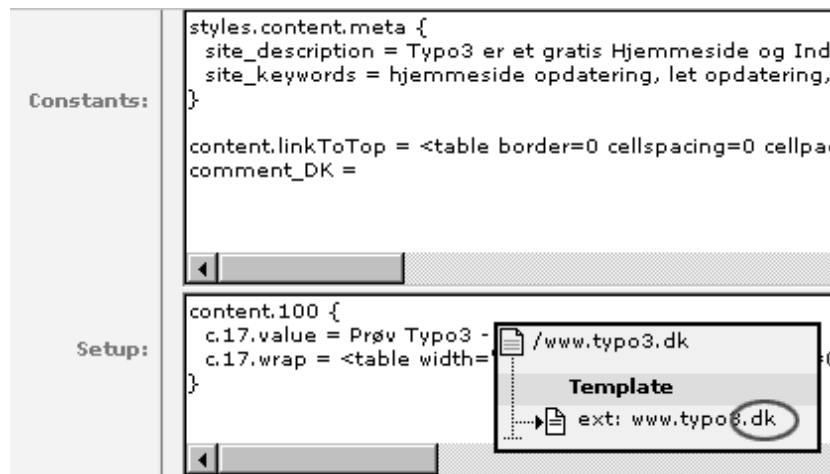 styles.content.meta {
site_description = Typo3 er et gratis Hjemmeside og Ind
site_keywords = hjemmeside opdatering, let opdatering,
}
Constants:
content.linkToTop = <table border=0 cellspacing=0 cellpa
comment_DK =
content.100 {
c.17.value = Prøv Typo3 -
Setup:
c.17.wrap = <table width="
}
/www.typo3.dk
Template
ext: www.typo3.dk